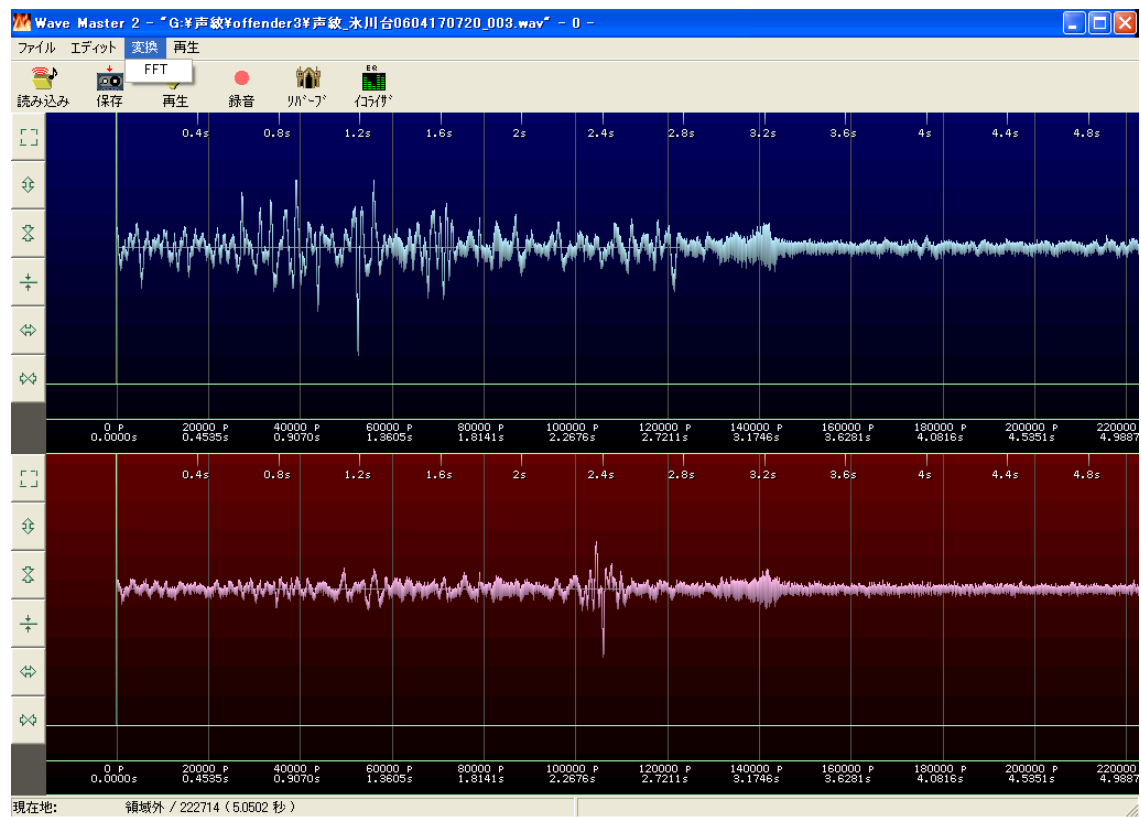 Wave Master 2 - "G:¥声紋¥offender3¥声紋_氷川台0604170720_003.wav" - 0 -
ファイル エディット 変換 再生
FFT
読み込み 保存 再生 録音 ﾘﾊﾞｰﾌﾞ ｲｺﾗｲｻﾞ
EQ
0.4s 0.8s 1.2s 1.6s 2s 2.4s 2.8s 3.2s 3.6s 4s 4.4s 4.8s
0 P 20000 P 40000 P 60000 P 80000 P 100000 P 120000 P 140000 P 160000 P 180000 P 200000 P 220000
0.0000s 0.4535s 0.9070s 1.3605s 1.8141s 2.2676s 2.7211s 3.1746s 3.6281s 4.0816s 4.5351s 4.9887
0.4s 0.8s 1.2s 1.6s 2s 2.4s 2.8s 3.2s 3.6s 4s 4.4s 4.8s
0 P 20000 P 40000 P 60000 P 80000 P 100000 P 120000 P 140000 P 160000 P 180000 P 200000 P 220000
0.0000s 0.4535s 0.9070s 1.3605s 1.8141s 2.2676s 2.7211s 3.1746s 3.6281s 4.0816s 4.5351s 4.9887
現在地: 領域外 / 222714 ( 5.0502 秒 )